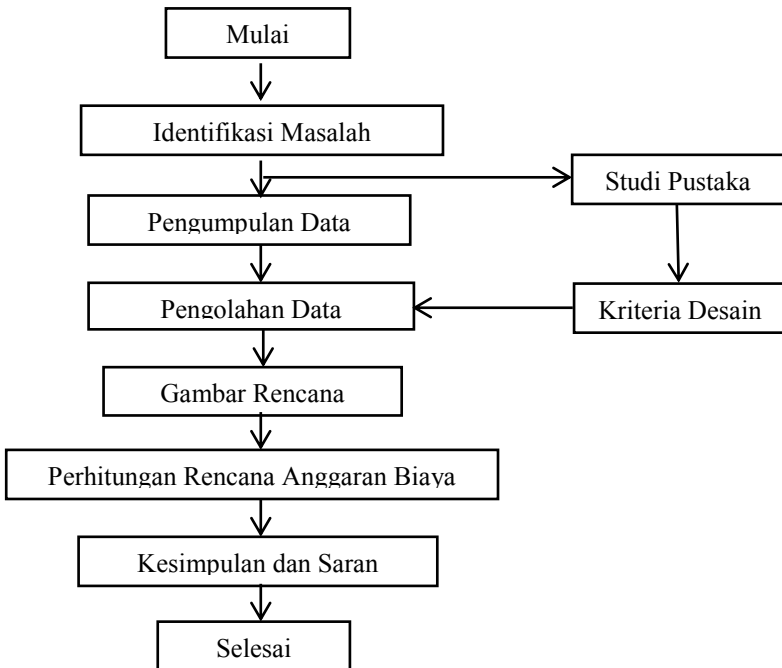 Mulai
Identifikasi Masalah
Studi Pustaka
Pengumpulan Data
Pengolahan Data
Kriteria Desain
Gambar Rencana
Perhitungan Rencana Anggaran Biaya
Kesimpulan dan Saran
Selesai